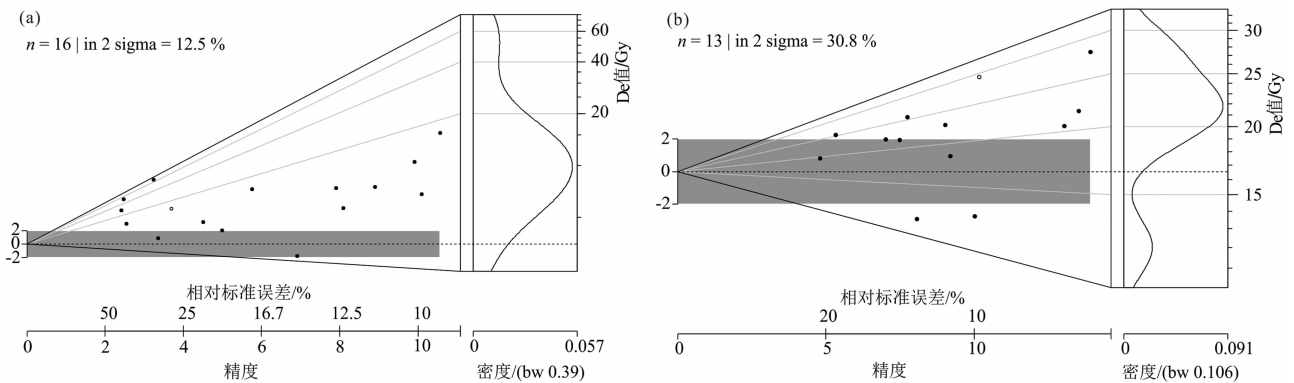 (a)
n = 16 | in 2 sigma = 12.5 %
2
0
-2
60
40
20
De值/Gy
相对标准误差/%
50 25 16.7 12.5 10
0 2 4 6 8 10
精度
0 0.057
密度/(bw 0.39)
(b)
n = 13 | in 2 sigma = 30.8 %
2
0
-2
30
25
20
15
De值/Gy
相对标准误差/%
20 10
0 5 10
精度
0 0.091
密度/(bw 0.106)